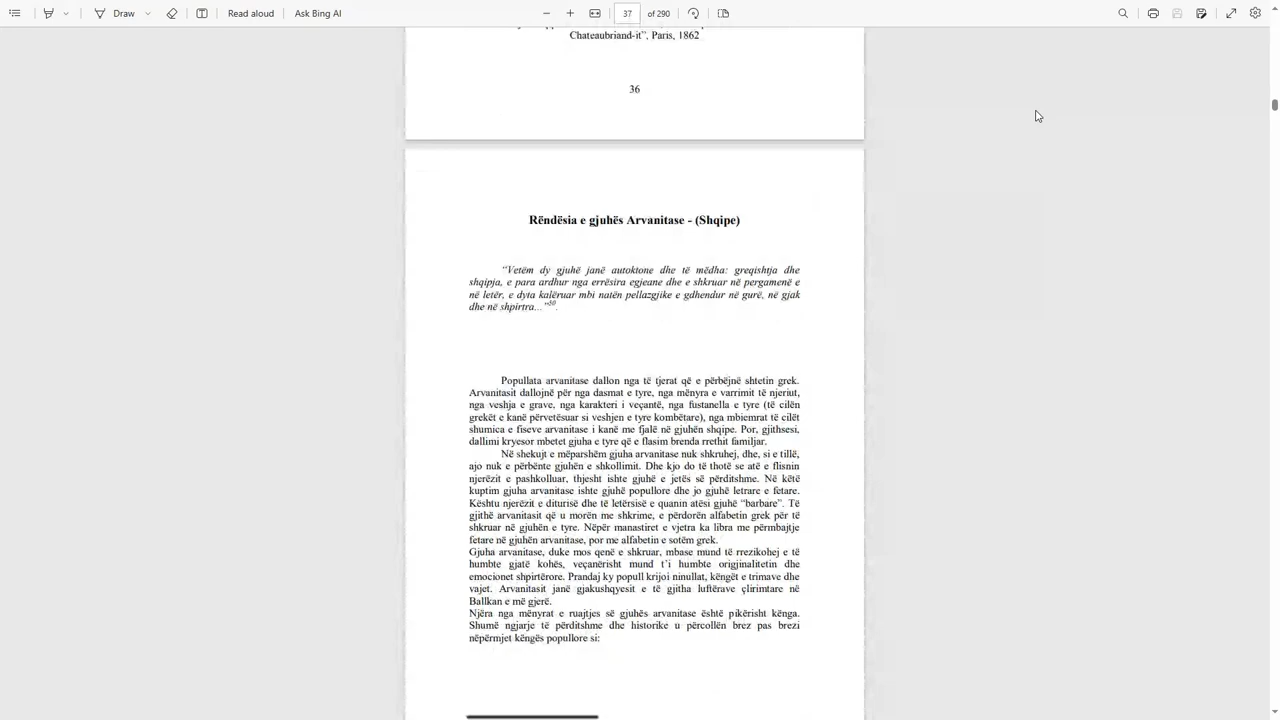 Draw
Read aloud
Ask Bing AI
37
of 290
Chateaubriand-it”, Paris, 1862
36
Rëndësia e gjuhës Arvanitase - (Shqipe)
“Vetëm dy gjuhë janë autoktone dhe të mëdha: greqishtja dhe
shqipja, e para ardhur nga errësira egjeane dhe e shkruar në pergamenë e
në letër, e dyta kalëruar mbi natën pellazgjike e gdhendur në gurë, në gjak
dhe në shpirtra...”⁵⁰.
Popullata arvanitase dallon nga të tjerat që e përbëjnë shtetin grek.
Arvanitasit dallojnë për nga dasmat e tyre, nga mënyra e varrimit të njeriut,
nga veshja e grave, nga karakteri i veçantë, nga fustanella e tyre (të cilën
grekët e kanë përvetësuar si veshjen e tyre kombëtare), nga mbiemrat të cilët
shumica e fiseve arvanitase i kanë me fjalë në gjuhën shqipe. Por, gjithsesi,
dallimi kryesor mbetet gjuha e tyre që e flasim brenda rrethit familjar.
Në shekujt e mëparshëm gjuha arvanitase nuk shkruhej, dhe, si e tillë,
ajo nuk e përbënte gjuhën e shkollimit. Dhe kjo do të thotë se atë e flisnin
njerëzit e pashkolluar, thjesht ishte gjuhë e jetës së përditshme. Në këtë
kuptim gjuha arvanitase ishte gjuhë popullore dhe jo gjuhë letrare e fetare.
Kështu njerëzit e diturisë dhe të letërsisë e quanin atësi gjuhë “barbare”. Të
gjithë arvanitasit që u morën me shkrime, e përdorën alfabetin grek për të
shkruar në gjuhën e tyre. Nëpër manastiret e vjetra ka libra me përmbajtje
fetare në gjuhën arvanitase, por me alfabetin e sotëm grek.
Gjuha arvanitase, duke mos qenë e shkruar, mbase mund të rrezikohej e të
humbte gjatë kohës, veçanërisht mund t’i humbte origjinalitetin dhe
emocionet shpirtërore. Prandaj ky popull krijoi ninullat, këngët e trimave dhe
vajet. Arvanitasit janë gjakushqyesit e të gjitha luftërave çlirimtare në
Ballkan e më gjerë.
Njëra nga mënyrat e ruajtjes së gjuhës arvanitase është pikërisht kënga.
Shumë ngjarje të përditshme dhe historike u përcollën brez pas brezi
nëpërmjet këngës popullore si: